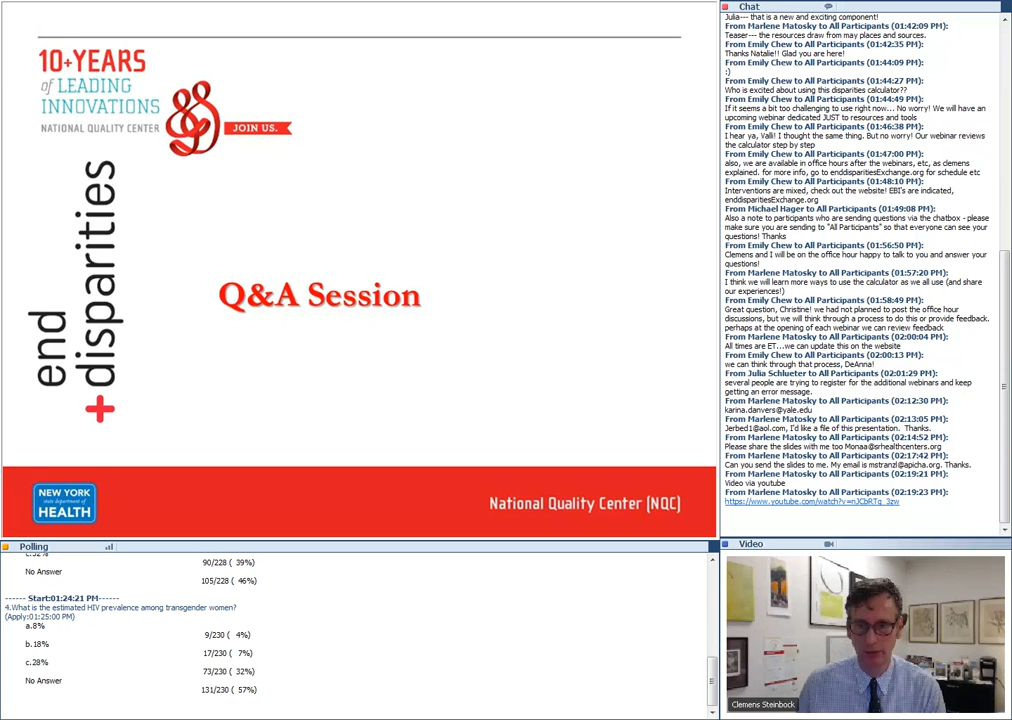 10+YEARS
of LEADING
INNOVATIONS
NATIONAL QUALITY CENTER
JOIN US.
end
+disparities
Q&A Session
NEW YORK
state department of
HEALTH
National Quality Center (NQC)
Chat
Julia--- that is a new and exciting component!
From Marlene Matosky to All Participants (01:42:09 PM):
Teaser--- the resources draw from may places and sources.
From Emily Chew to All Participants (01:42:35 PM):
Thanks Natalie!! Glad you are here!
From Emily Chew to All Participants (01:44:09 PM):
:)
From Emily Chew to All Participants (01:44:27 PM):
Who is excited about using this disparities calculator??
From Emily Chew to All Participants (01:44:49 PM):
If it seems a bit too challenging to use right now... No worry! We will have an
upcoming webinar dedicated JUST to resources and tools
From Emily Chew to All Participants (01:46:38 PM):
I hear ya, Valli! I thought the same thing. But no worry! Our webinar reviews
the calculator step by step
From Emily Chew to All Participants (01:47:00 PM):
also, we are available in office hours after the webinars, etc, as clemens
explained. for more info, go to enddisparitiesExchange.org for schedule etc
From Emily Chew to All Participants (01:48:10 PM):
Interventions are mixed, check out the website! EBI's are indicated,
enddisparitiesExchange.org
From Michael Hager to All Participants (01:49:08 PM):
Also a note to participants who are sending questions via the chatbox - please
make sure you are sending to "All Participants" so that everyone can see your
questions! Thanks
From Emily Chew to All Participants (01:56:50 PM):
Clemens and I will be on the office hour happy to talk to you and answer your
questions!
From Marlene Matosky to All Participants (01:57:20 PM):
I think we will learn more ways to use the calculator as we all use (and share
our experiences!)
From Emily Chew to All Participants (01:58:49 PM):
Great question, Christine! we had not planned to post the office hour
discussions, but we will think through a process to do this or provide feedback.
perhaps at the opening of each webinar we can review feedback
From Marlene Matosky to All Participants (02:00:04 PM):
All times are ET...we can update this on the website
From Emily Chew to All Participants (02:00:13 PM):
we can think through that process, DeAnna!
From Julia Schlueter to All Participants (02:01:29 PM):
several people are trying to register for the additional webinars and keep
getting an error message.
From Marlene Matosky to All Participants (02:12:30 PM):
karina.danvers@yale.edu
From Marlene Matosky to All Participants (02:13:05 PM):
Jerbed1@aol.com, I'd like a file of this presentation. Thanks.
From Marlene Matosky to All Participants (02:14:52 PM):
Please share the slides with me too Monaa@srhealthcenters.org
From Marlene Matosky to All Participants (02:17:42 PM):
Can you send the slides to me. My email is mstranzl@apicha.org. Thanks.
From Marlene Matosky to All Participants (02:19:21 PM):
Video via youtube
From Marlene Matosky to All Participants (02:19:23 PM):
https://www.youtube.com/watch?v=nJCbRTq_3zw
Polling
c.32%
90/228 ( 39%)
No Answer
105/228 ( 46%)
------ Start:01:24:21 PM------
4.What is the estimated HIV prevalence among transgender women?
(Apply:01:25:00 PM)
a.8%
9/230 ( 4%)
b.18%
17/230 ( 7%)
c.28%
73/230 ( 32%)
No Answer
131/230 ( 57%)
Video
Clemens Steinbock